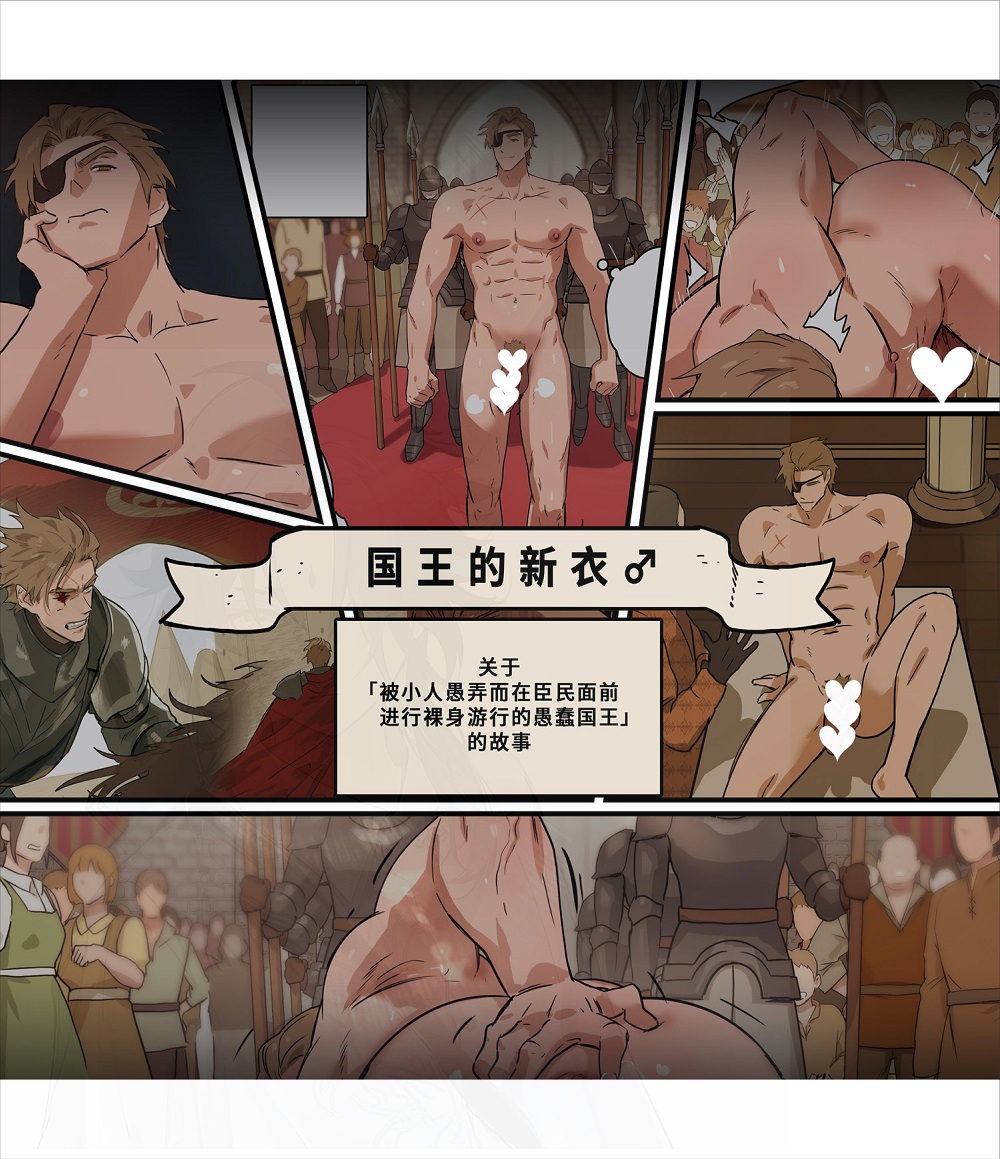 国王的新衣♂
关于
「被小人愚弄而在臣民面前
进行裸身游行的愚蠢国王」
的故事